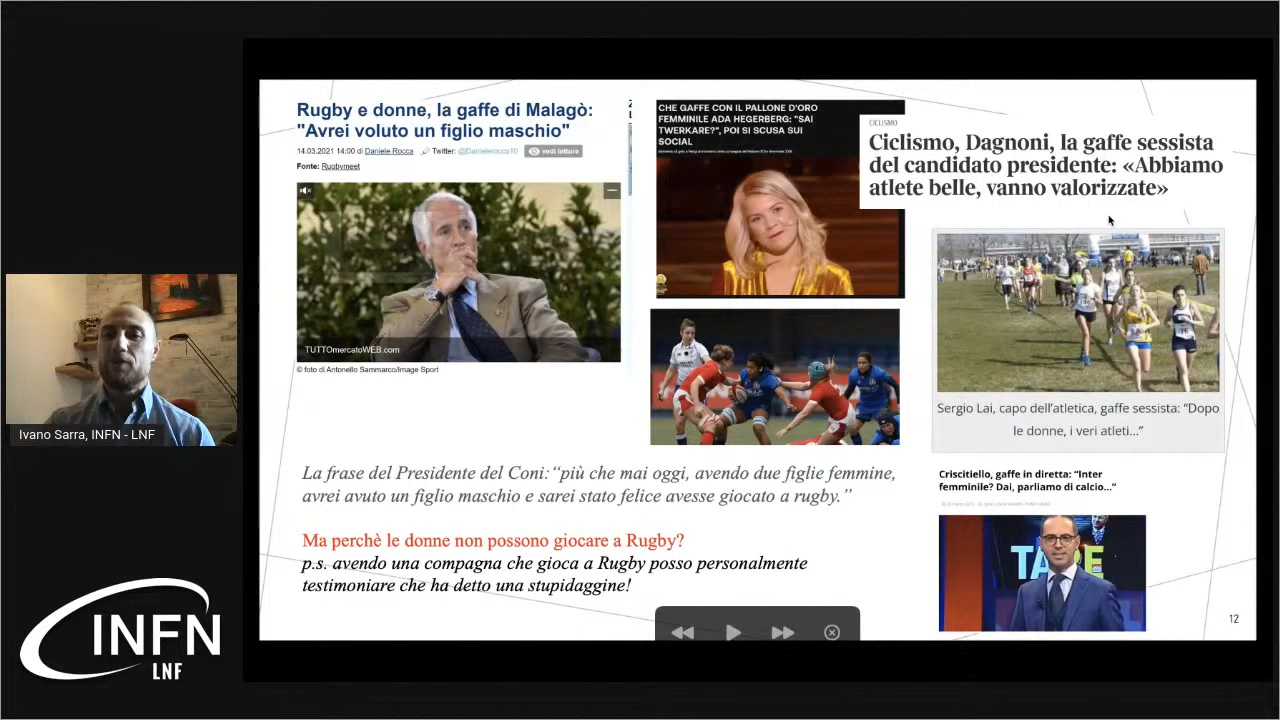 Rugby e donne, la gaffe di Malagò:
"Avrei voluto un figlio maschio"
14.03.2021 14:00 di Daniele Rocca Twitter: @Danielerocca10 vedi letture
Fonte: Rugbymeet
TUTTOmercatoWEB.com
© foto di Antonello Sammarco/Image Sport
CHE GAFFE CON IL PALLONE D'ORO
FEMMINILE ADA HEGERBERG: "SAI
TWERKARE?", POI SI SCUSA SUI
SOCIAL
CICLISMO
Ciclismo, Dagnoni, la gaffe sessista
del candidato presidente: «Abbiamo
atlete belle, vanno valorizzate»
Sergio Lai, capo dell'atletica, gaffe sessista: “Dopo
le donne, i veri atleti...”
Criscitiello, gaffe in diretta: “Inter
femminile? Dai, parliamo di calcio...“
La frase del Presidente del Coni:“più che mai oggi, avendo due figlie femmine,
avrei avuto un figlio maschio e sarei stato felice avesse giocato a rugby.”
Ma perchè le donne non possono giocare a Rugby?
p.s. avendo una compagna che gioca a Rugby posso personalmente
testimoniare che ha detto una stupidaggine!
12
Ivano Sarra, INFN - LNF
INFN
LNF